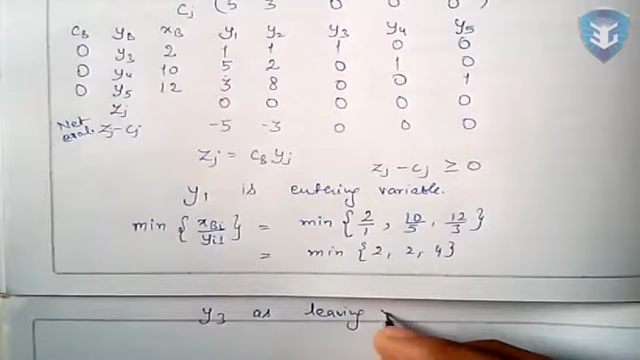 Cj (5 3 0 0 0)
CB yB xB y1 y2 y3 y4 y5
0 y3 2 1 1 1 0 0
0 y4 10 5 2 0 1 0
0 y5 12 3 8 0 0 1
Zj 0 0 0 0 0
Net eval. Zj-Cj -5 -3 0 0 0
Zj = CB yj Zj - Cj ≥ 0
y1 is entering variable.
min { xBi/yi1 } = min { 2/1, 10/5, 12/3 }
= min { 2, 2, 4 }
y3 as leaving